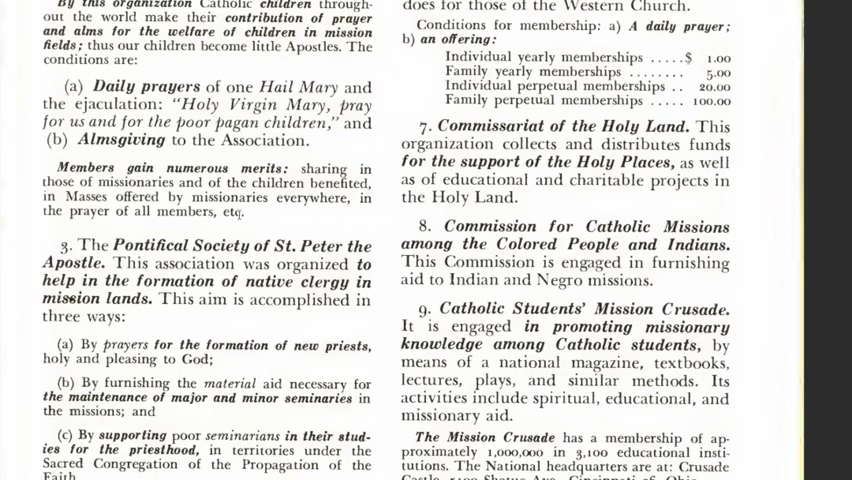 By this organization Catholic children through-
out the world make their contribution of prayer
and alms for the welfare of children in mission
fields; thus our children become little Apostles. The
conditions are:
(a) Daily prayers of one Hail Mary and
the ejaculation: "Holy Virgin Mary, pray
for us and for the poor pagan children," and
(b) Almsgiving to the Association.
Members gain numerous merits: sharing in
those of missionaries and of the children benefited,
in Masses offered by missionaries everywhere, in
the prayer of all members, etc.
3. The Pontifical Society of St. Peter the
Apostle. This association was organized to
help in the formation of native clergy in
mission lands. This aim is accomplished in
three ways:
(a) By prayers for the formation of new priests,
holy and pleasing to God;
(b) By furnishing the material aid necessary for
the maintenance of major and minor seminaries in
the missions; and
(c) By supporting poor seminarians in their stud-
ies for the priesthood, in territories under the
Sacred Congregation of the Propagation of the
Faith
does for those of the Western Church.
Conditions for membership: a) A daily prayer;
b) an offering:
Individual yearly memberships .....$ 1.00
Family yearly memberships ........ 5.00
Individual perpetual memberships .. 20.00
Family perpetual memberships ..... 100.00
7. Commissariat of the Holy Land. This
organization collects and distributes funds
for the support of the Holy Places, as well
as of educational and charitable projects in
the Holy Land.
8. Commission for Catholic Missions
among the Colored People and Indians.
This Commission is engaged in furnishing
aid to Indian and Negro missions.
9. Catholic Students' Mission Crusade.
It is engaged in promoting missionary
knowledge among Catholic students, by
means of a national magazine, textbooks,
lectures, plays, and similar methods. Its
activities include spiritual, educational, and
missionary aid.
The Mission Crusade has a membership of ap-
proximately 1,000,000 in 3,100 educational insti-
tutions. The National headquarters are at: Crusade